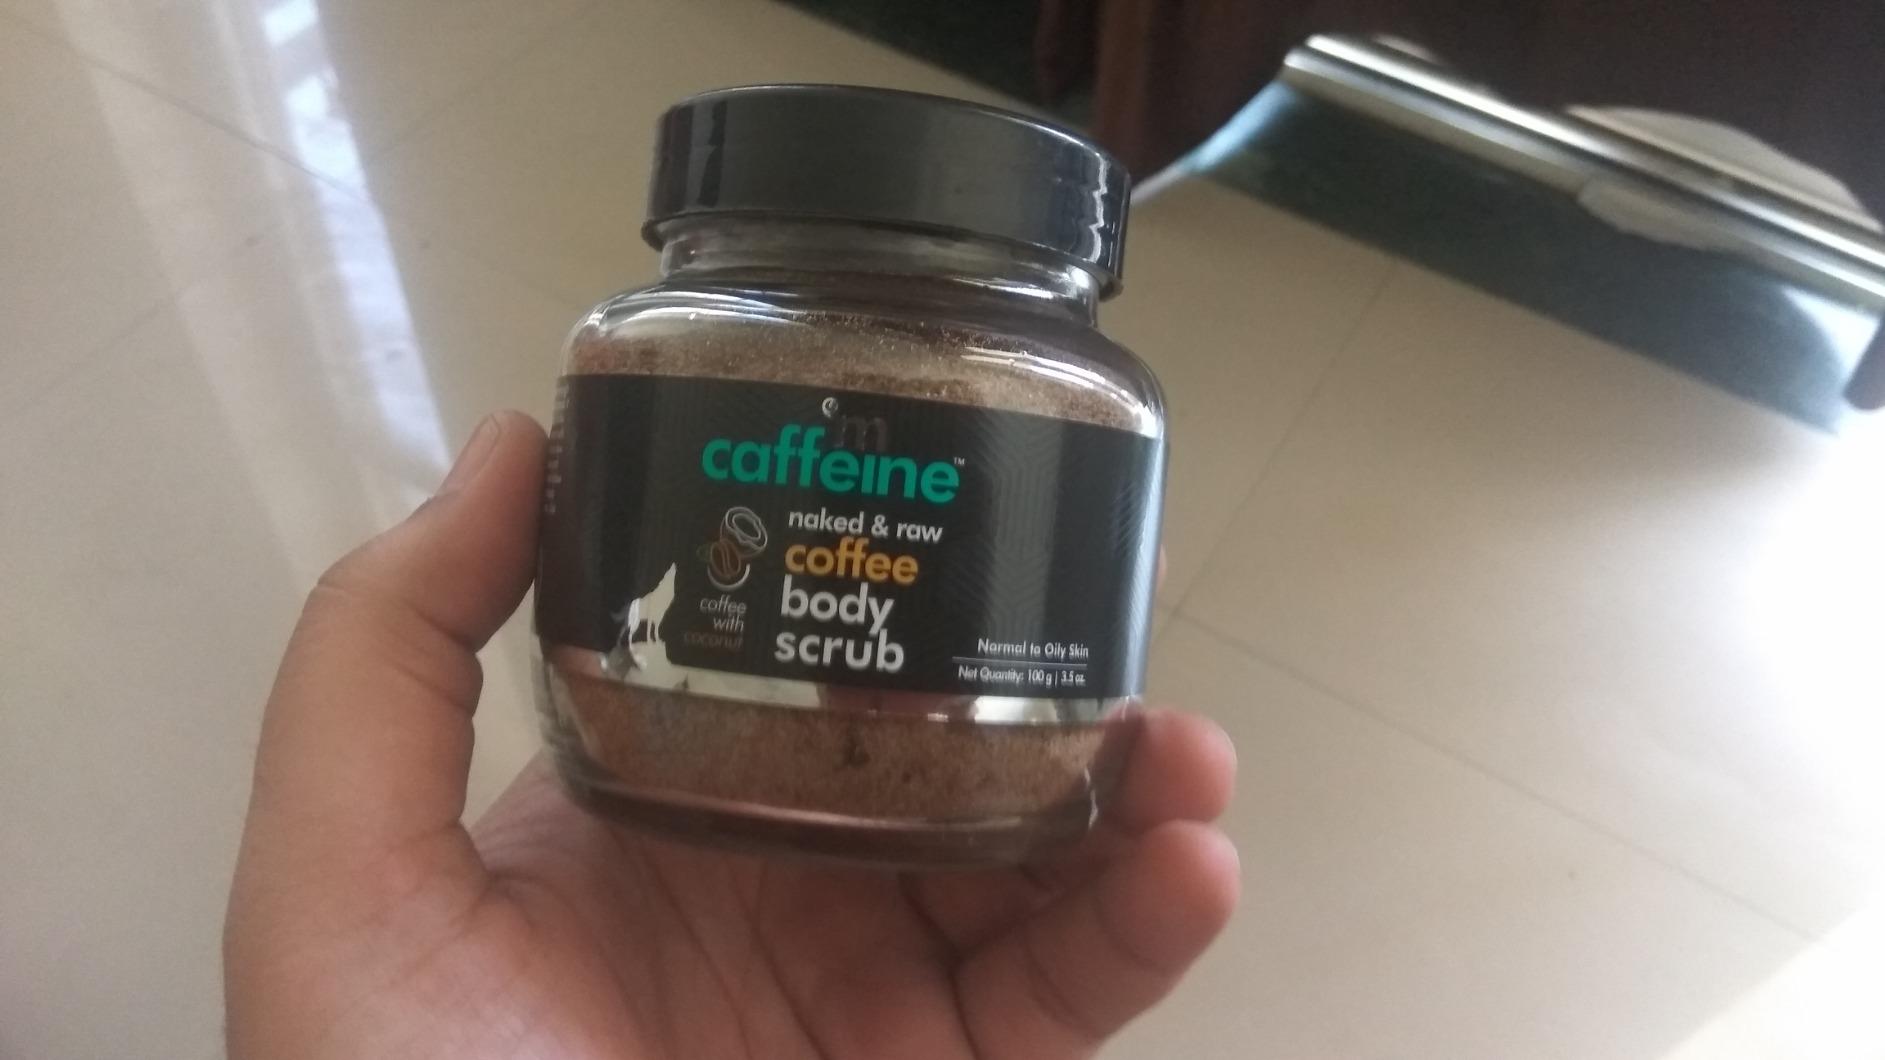 m
caffeine™
naked & raw
coffee
body
scrub
coffee
with
coconut
Normal to Oily Skin
Net Quantity: 100 g | 3.5 oz.